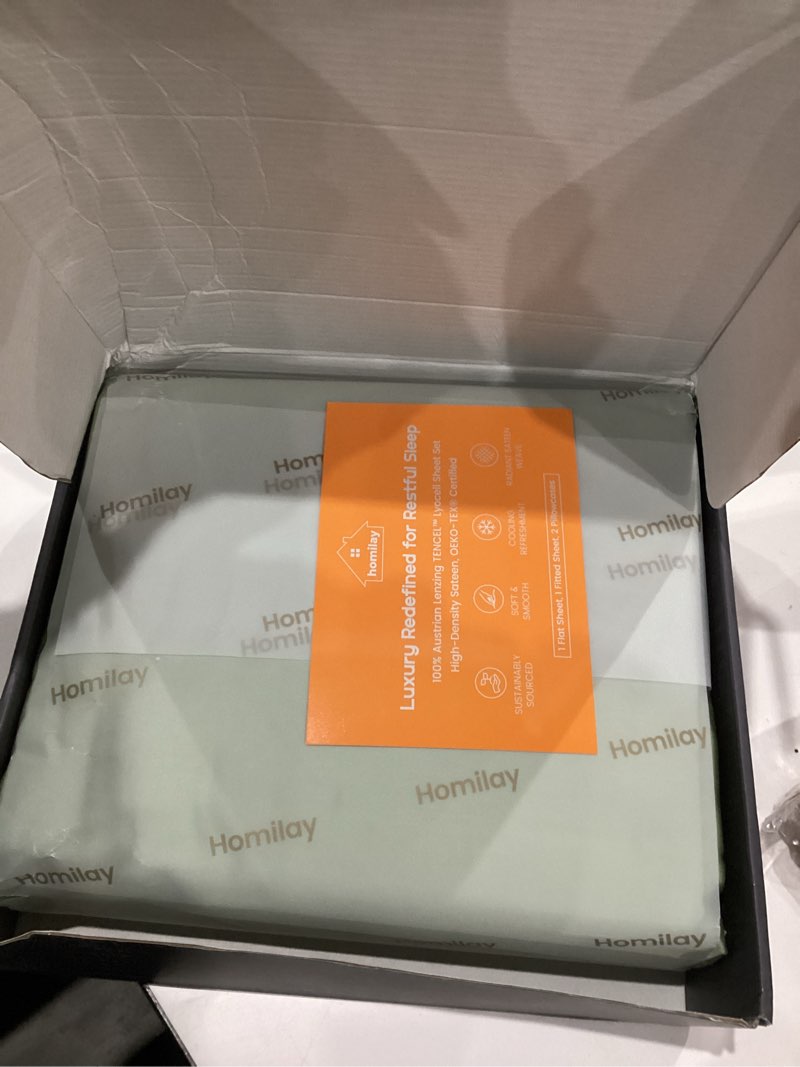 homilay
Luxury Redefined for Restful Sleep
100% Austrian Lenzing TENCEL™ Lyocell Sheet Set
High-Density Sateen, OEKO-TEX® Certified
SUSTAINABLY
SOURCED
SOFT &
SMOOTH
COOLING
REFRESHMENT
RADIANT SATEN
WEAVE
1 Flat Sheet, 1 Fitted Sheet, 2 Pillowcases
Homilay
Homilay
Homilay
Homilay
Homilay
Homilay
Homilay
Homilay
Homilay
Homilay